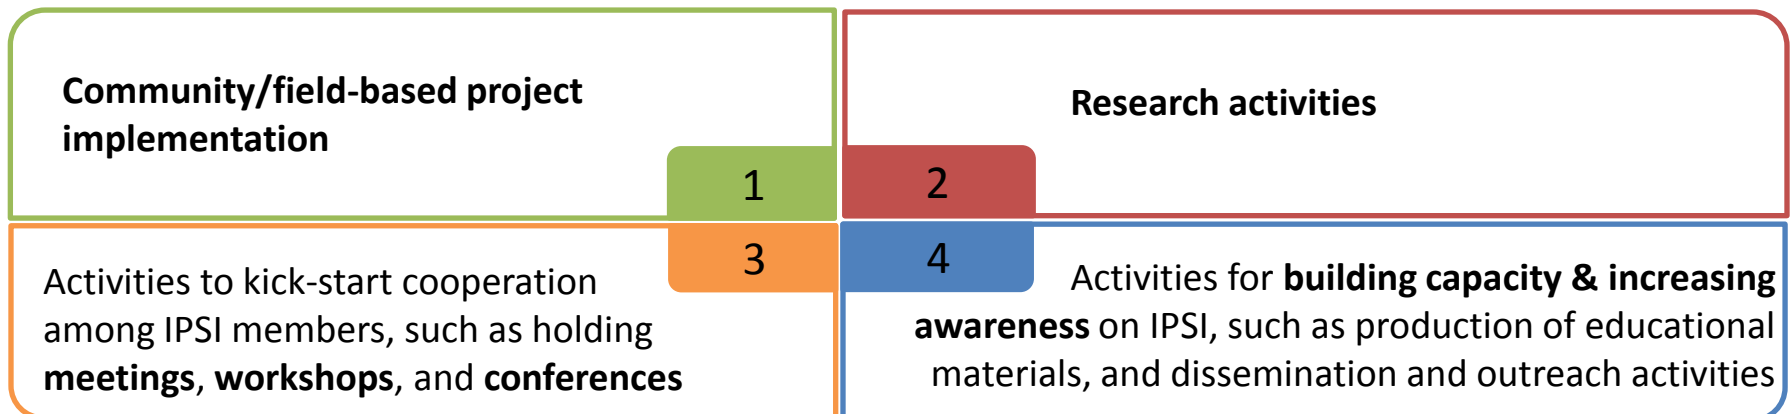 Community/field-based project
implementation
1
Research activities
2
3
Activities to kick-start cooperation
among IPSI members, such as holding
meetings, workshops, and conferences
4
Activities for building capacity & increasing
awareness on IPSI, such as production of educational
materials, and dissemination and outreach activities